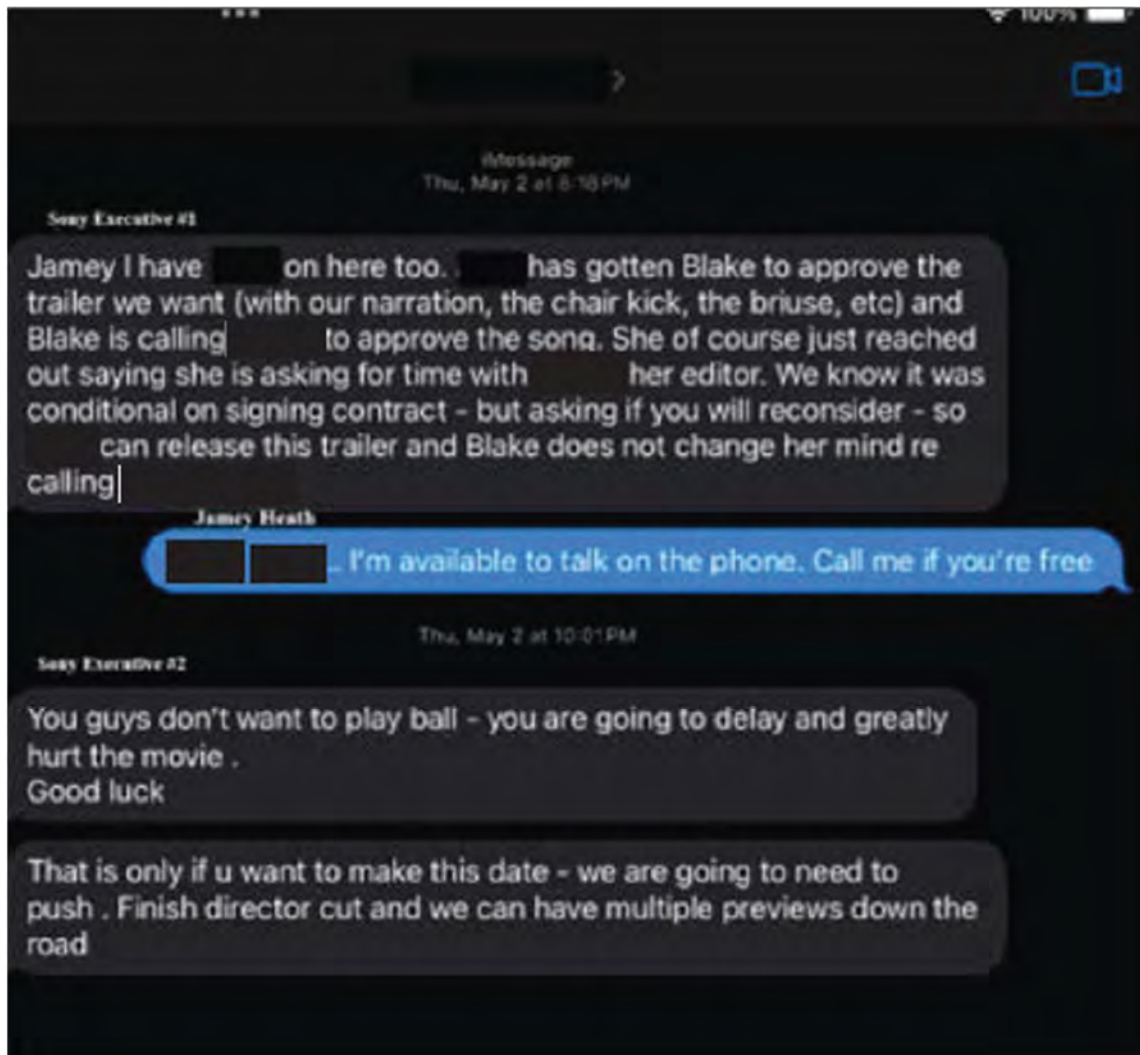 100%
iMessage
Thu, May 2 at 6:18 PM
Sony Executive #1
Jamey I have on here too. has gotten Blake to approve the
trailer we want (with our narration, the chair kick, the briuse, etc) and
Blake is calling to approve the song. She of course just reached
out saying she is asking for time with her editor. We know it was
conditional on signing contract - but asking if you will reconsider - so
can release this trailer and Blake does not change her mind re
calling
Jamey Heath
.. I'm available to talk on the phone. Call me if you're free
Thu, May 2 at 10:01 PM
Sony Executive #2
You guys don't want to play ball - you are going to delay and greatly
hurt the movie .
Good luck
That is only if u want to make this date - we are going to need to
push . Finish director cut and we can have multiple previews down the
road